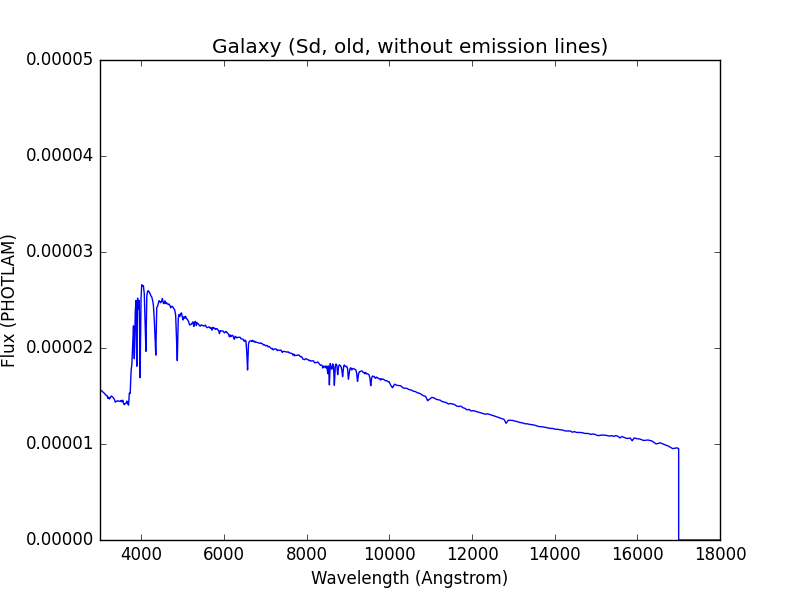 Galaxy (Sd, old, without emission lines)
0.00005
0.00004
0.00003
0.00002
0.00001
0.00000
Flux (PHOTLAM)
4000 6000 8000 10000 12000 14000 16000 18000
Wavelength (Angstrom)